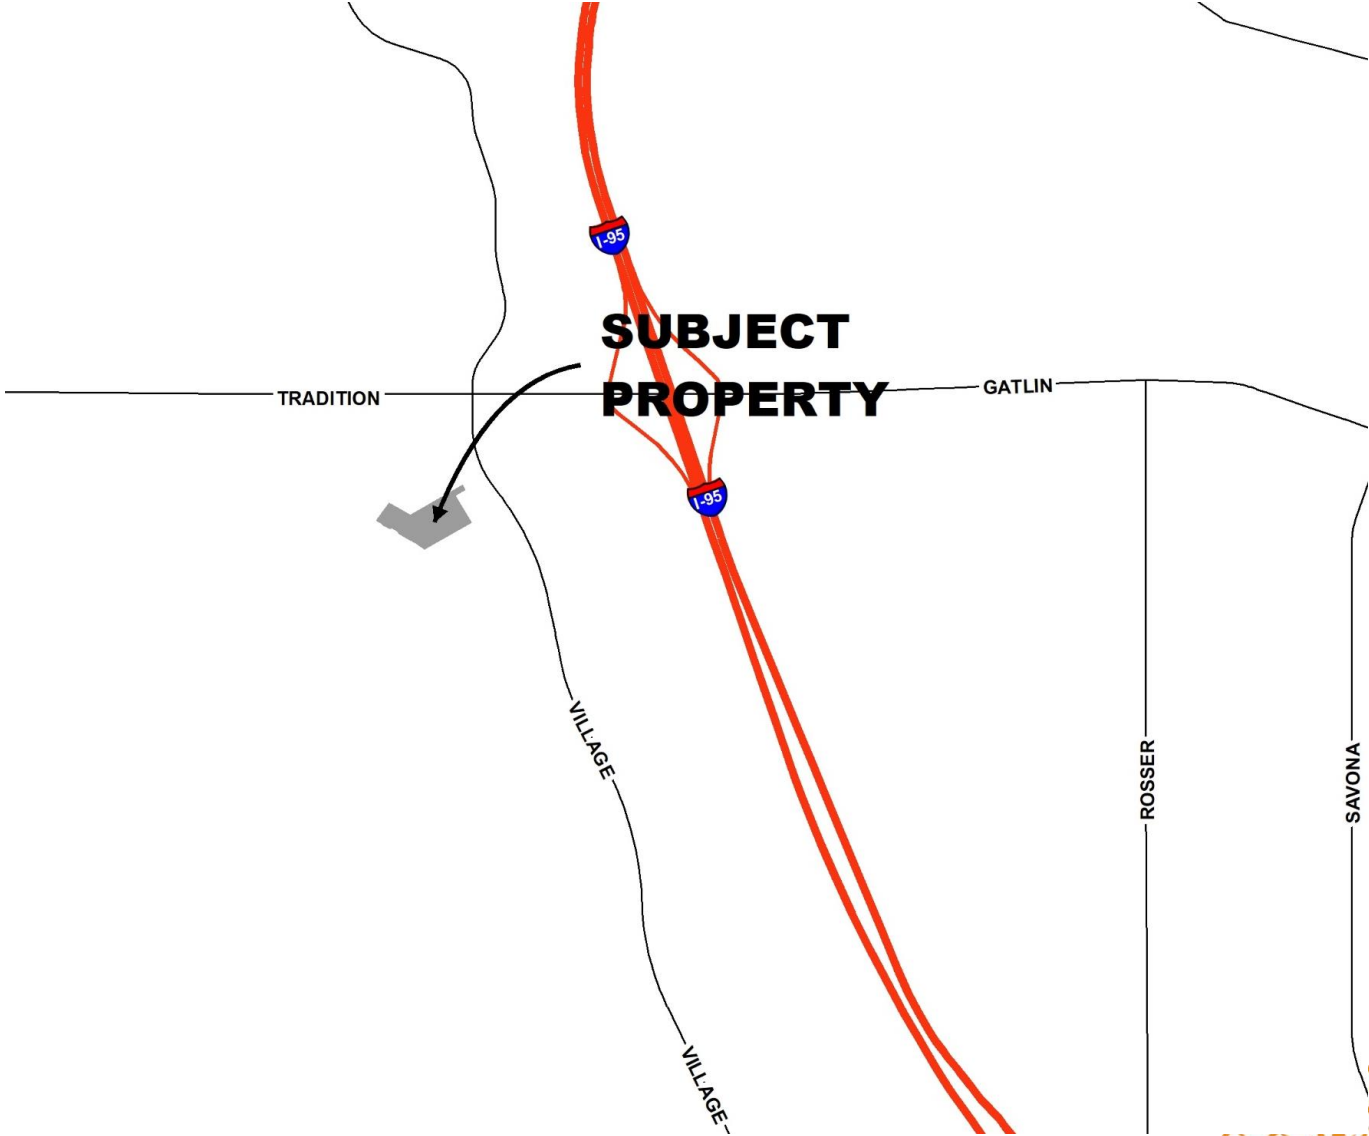 I-95
SUBJECT
PROPERTY
TRADITION
GATLIN
I-95
VILLAGE
ROSSER
SAVONA
VILLAGE